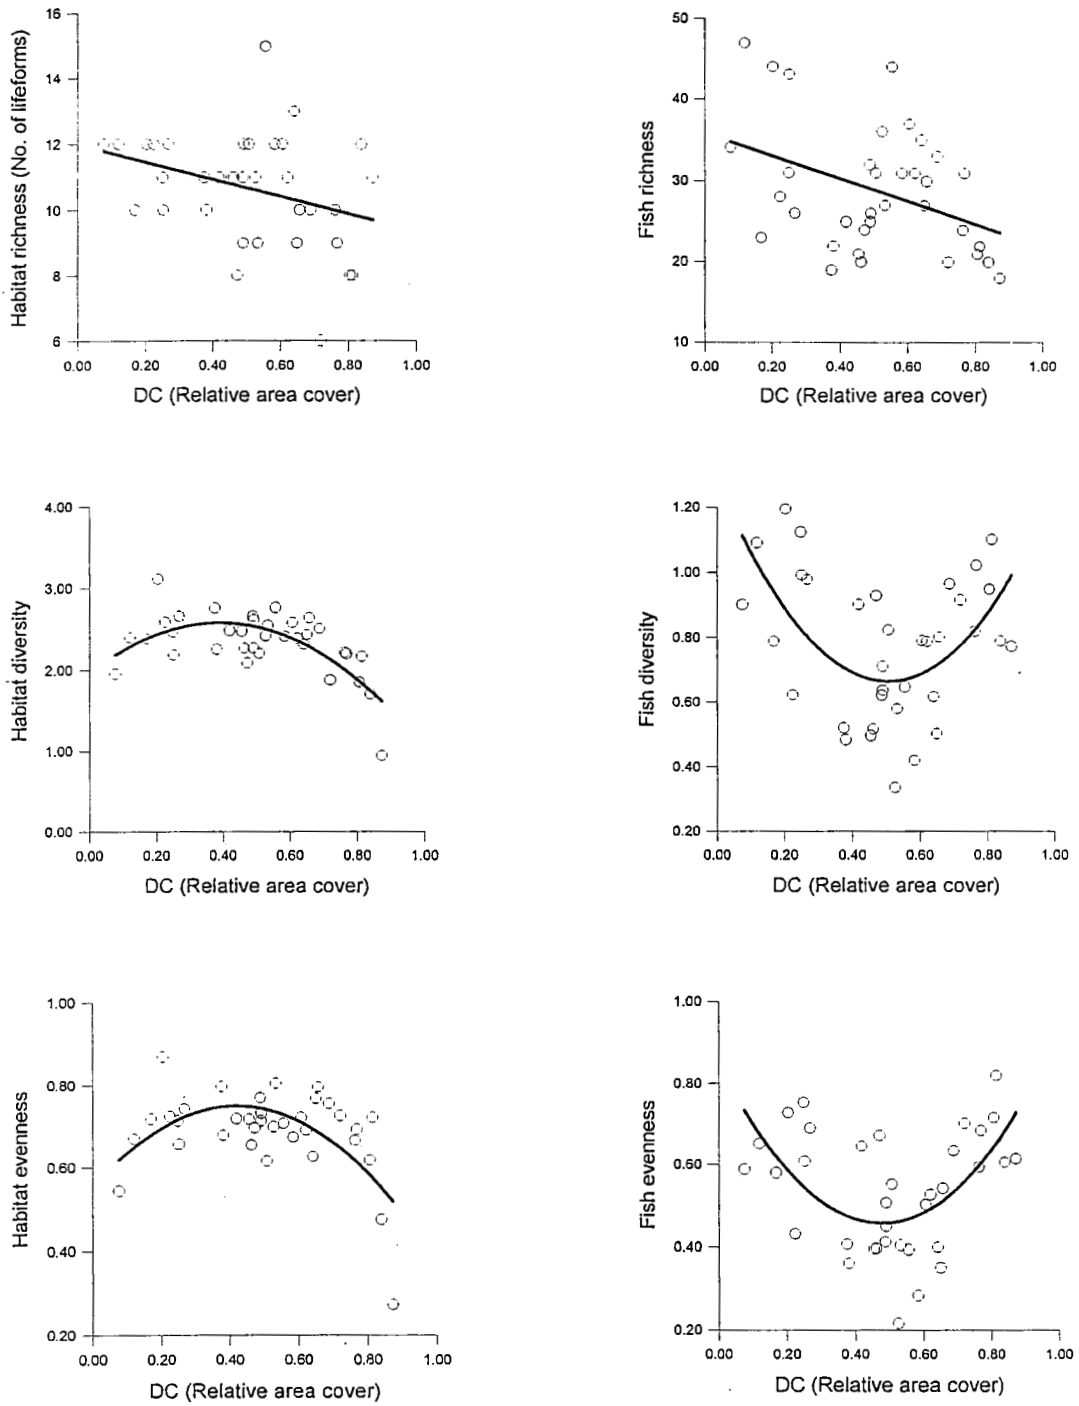 Habitat richness (No. of lifeforms)
16
14
12
10
8
6
0.00 0.20 0.40 0.60 0.80 1.00
DC (Relative area cover)
Fish richness
50
40
30
20
10
0.00 0.20 0.40 0.60 0.80 1.00
DC (Relative area cover)
Habitat diversity
4.00
3.00
2.00
1.00
0.00
0.00 0.20 0.40 0.60 0.80 1.00
DC (Relative area cover)
Fish diversity
1.20
1.00
0.80
0.60
0.40
0.20
0.00 0.20 0.40 0.60 0.80 1.00
DC (Relative area cover)
Habitat evenness
1.00
0.80
0.60
0.40
0.20
0.00 0.20 0.40 0.60 0.80 1.00
DC (Relative area cover)
Fish evenness
1.00
0.80
0.60
0.40
0.20
0.00 0.20 0.40 0.60 0.80 1.00
DC (Relative area cover)